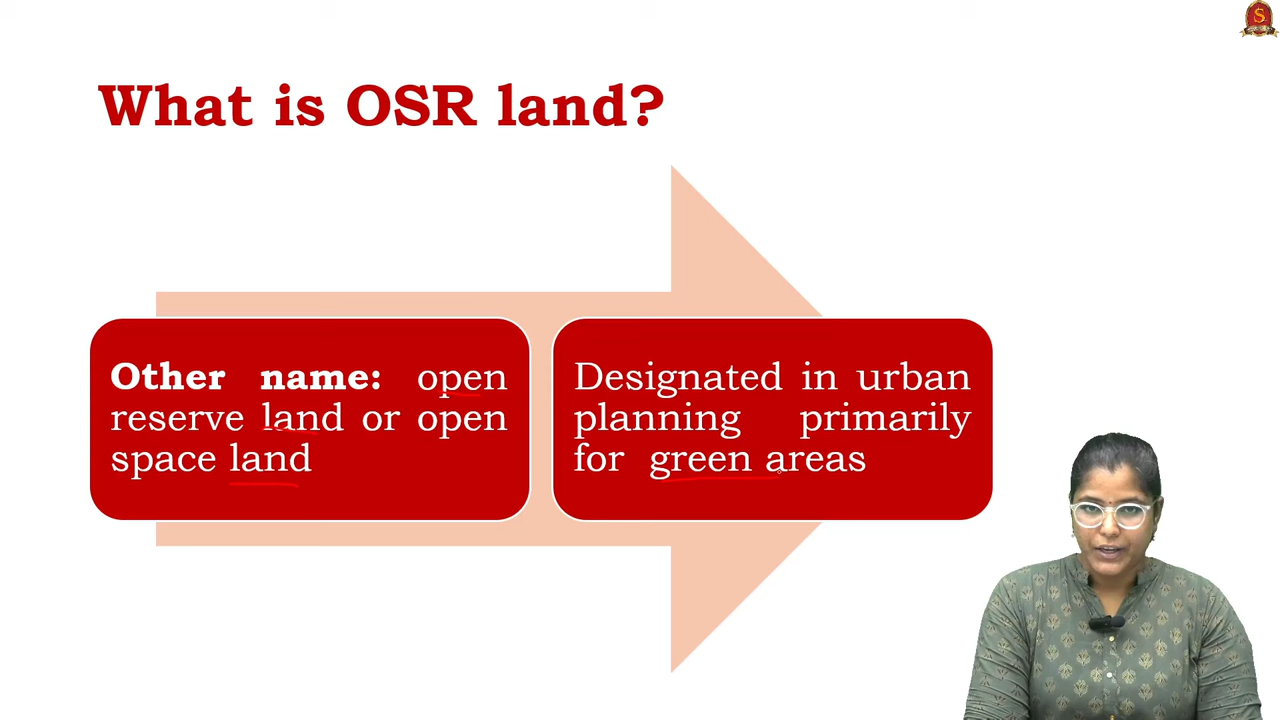 What is OSR land?
Other name: open
reserve land or open
space land
Designated in urban
planning primarily
for green areas
S